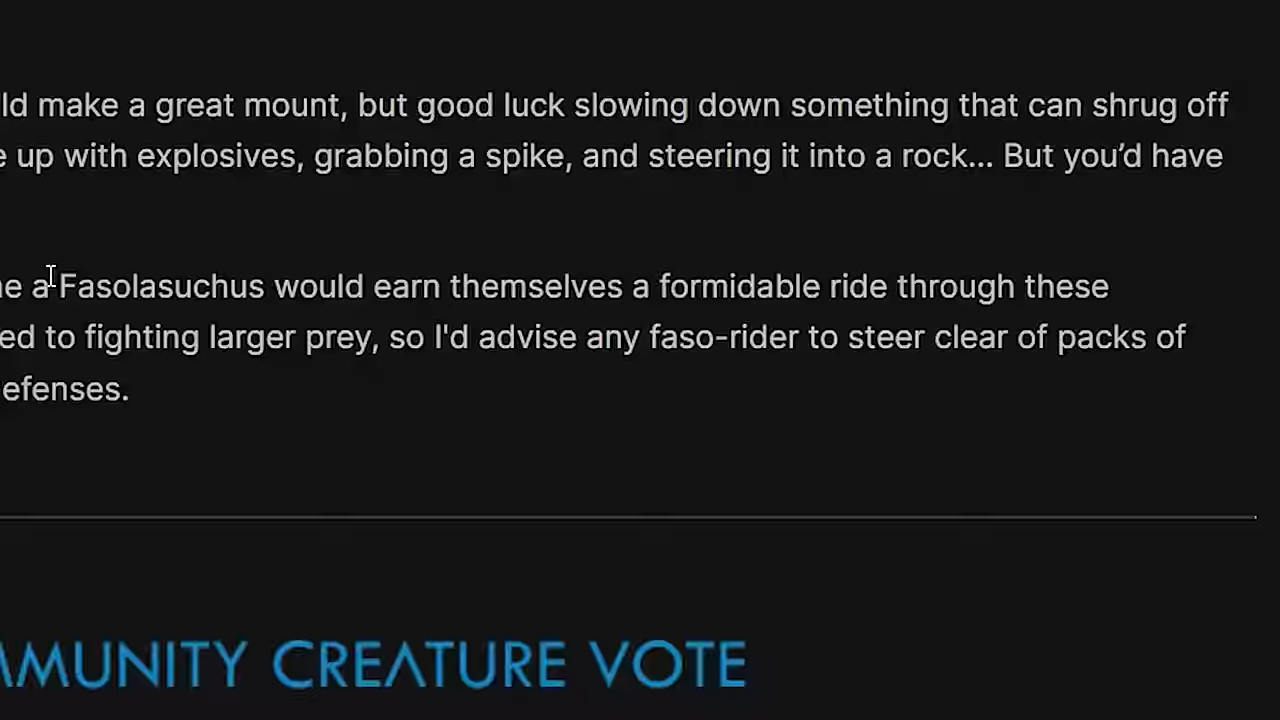 ld make a great mount, but good luck slowing down something that can shrug off
e up with explosives, grabbing a spike, and steering it into a rock... But you’d have
ne a Fasolasuchus would earn themselves a formidable ride through these
ed to fighting larger prey, so I'd advise any faso-rider to steer clear of packs of
efenses.
MMUNITY CREATURE VOTE